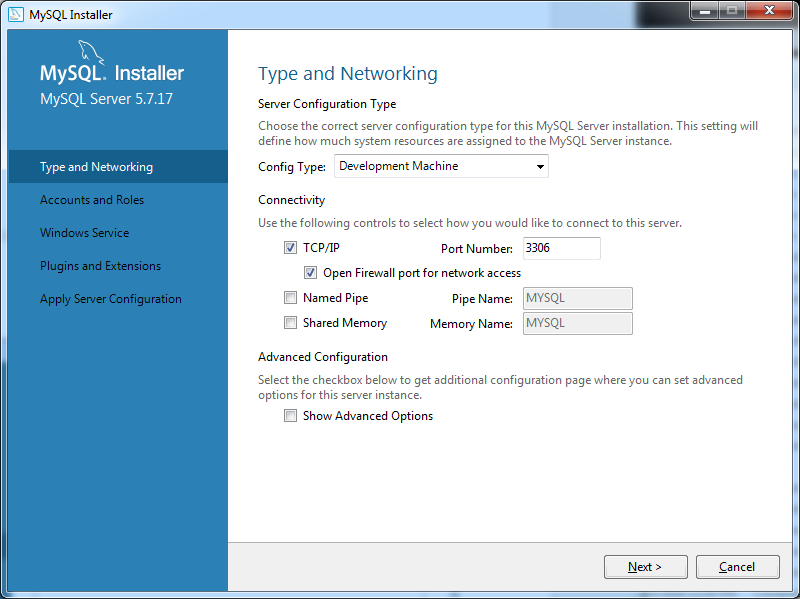 MySQL Installer
MySQL® Installer
MySQL Server 5.7.17
Type and Networking
Accounts and Roles
Windows Service
Plugins and Extensions
Apply Server Configuration
Type and Networking
Server Configuration Type
Choose the correct server configuration type for this MySQL Server installation. This setting will
define how much system resources are assigned to the MySQL Server instance.
Config Type: Development Machine
Connectivity
Use the following controls to select how you would like to connect to this server.
TCP/IP Port Number: 3306
Open Firewall port for network access
Named Pipe Pipe Name: MYSQL
Shared Memory Memory Name: MYSQL
Advanced Configuration
Select the checkbox below to get additional configuration page where you can set advanced
options for this server instance.
Show Advanced Options
Next > Cancel